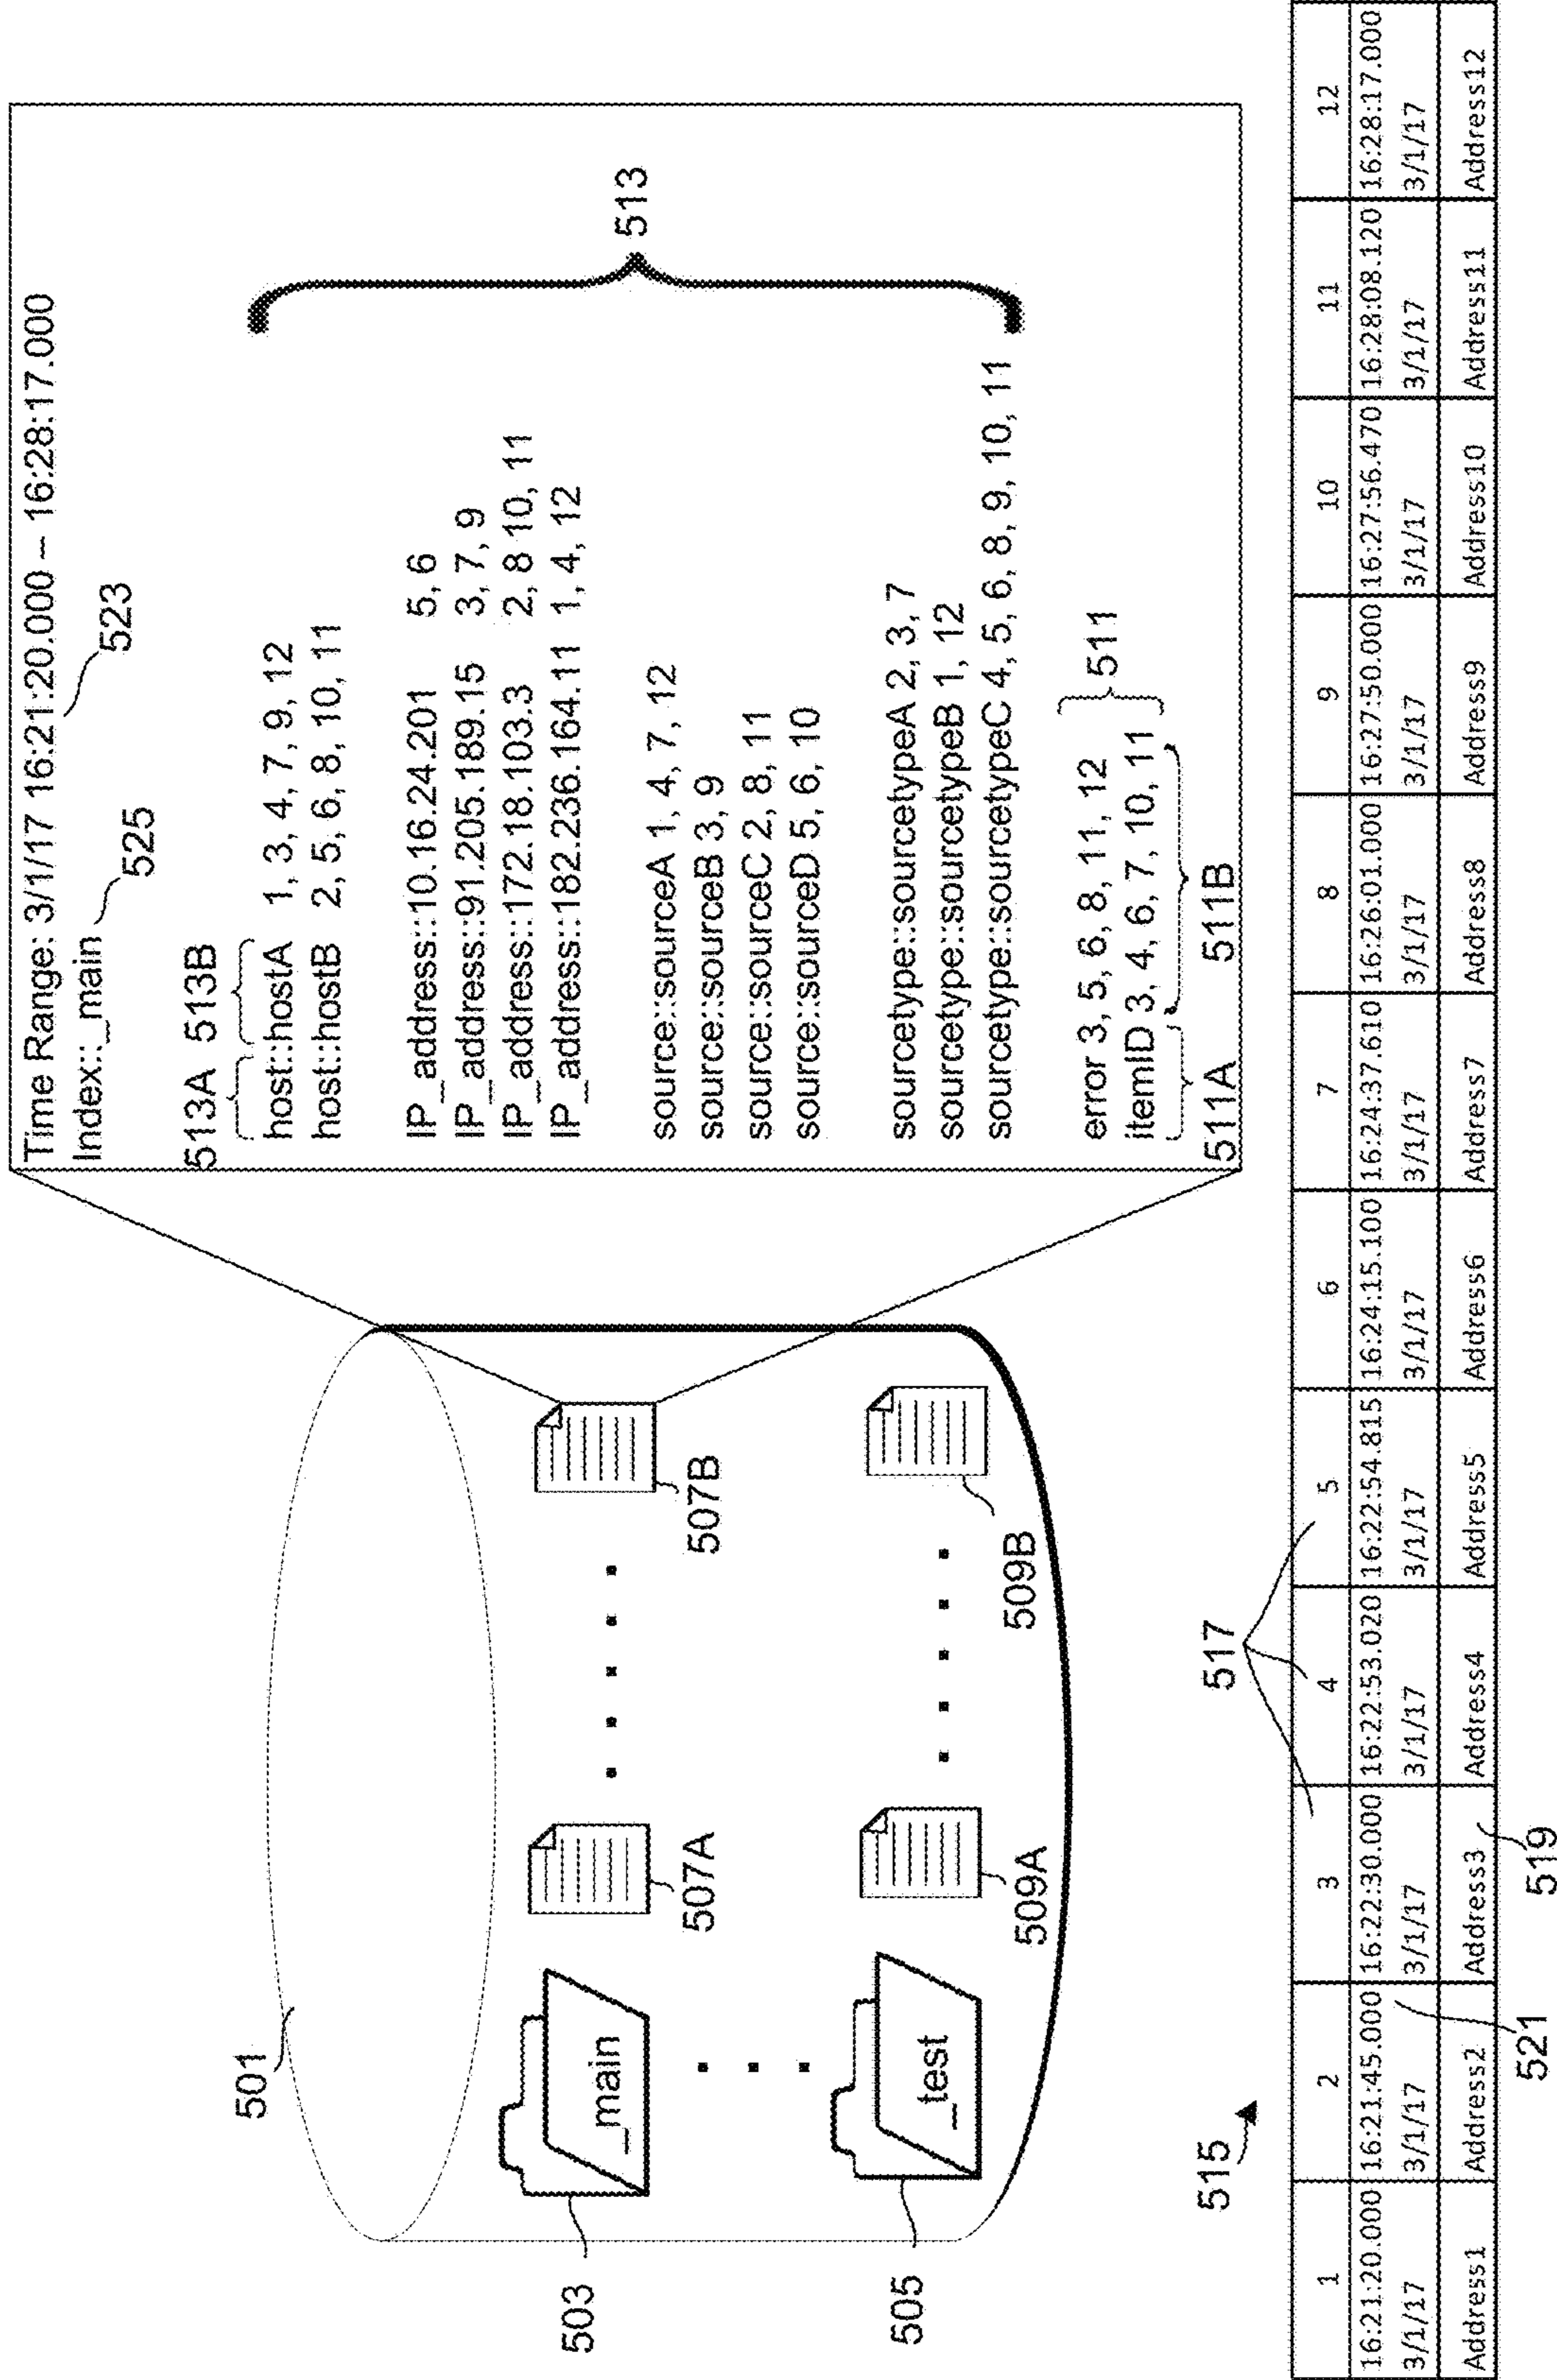 Time Range: 3/1/17 16:21:20.000 – 16:28:17.000
523
Index::_main
525
513A 513B
host::hostA 1, 3, 4, 7, 9, 12
host::hostB 2, 5, 6, 8, 10, 11
IP_address::10.16.24.201 5, 6
IP_address::91.205.189.15 3, 7, 9
IP_address::172.18.103.3 2, 8 10, 11
IP_address::182.236.164.11 1, 4, 12
source::sourceA 1, 4, 7, 12
source::sourceB 3, 9
source::sourceC 2, 8, 11
source::sourceD 5, 6, 10
sourcetype::sourcetypeA 2, 3, 7
sourcetype::sourcetypeB 1, 12
sourcetype::sourcetypeC 4, 5, 6, 8, 9, 10, 11
error 3, 5, 6, 8, 11, 12
itemID 3, 4, 6, 7, 10, 11
511
511A 511B
513
501
503
_main
507A
507B
505
_test
509A
509B
515
517
1 2 3 4 5 6 7 8 9 10 11 12
16:21:20.000 16:21:45.000 16:22:30.000 16:22:53.020 16:22:54.815 16:24:15.100 16:24:37.610 16:26:01.000 16:27:50.000 16:27:56.470 16:28:08.120 16:28:17.000
3/1/17 3/1/17 3/1/17 3/1/17 3/1/17 3/1/17 3/1/17 3/1/17 3/1/17 3/1/17 3/1/17 3/1/17
Address1 Address2 Address3 Address4 Address5 Address6 Address7 Address8 Address9 Address10 Address11 Address12
521
519